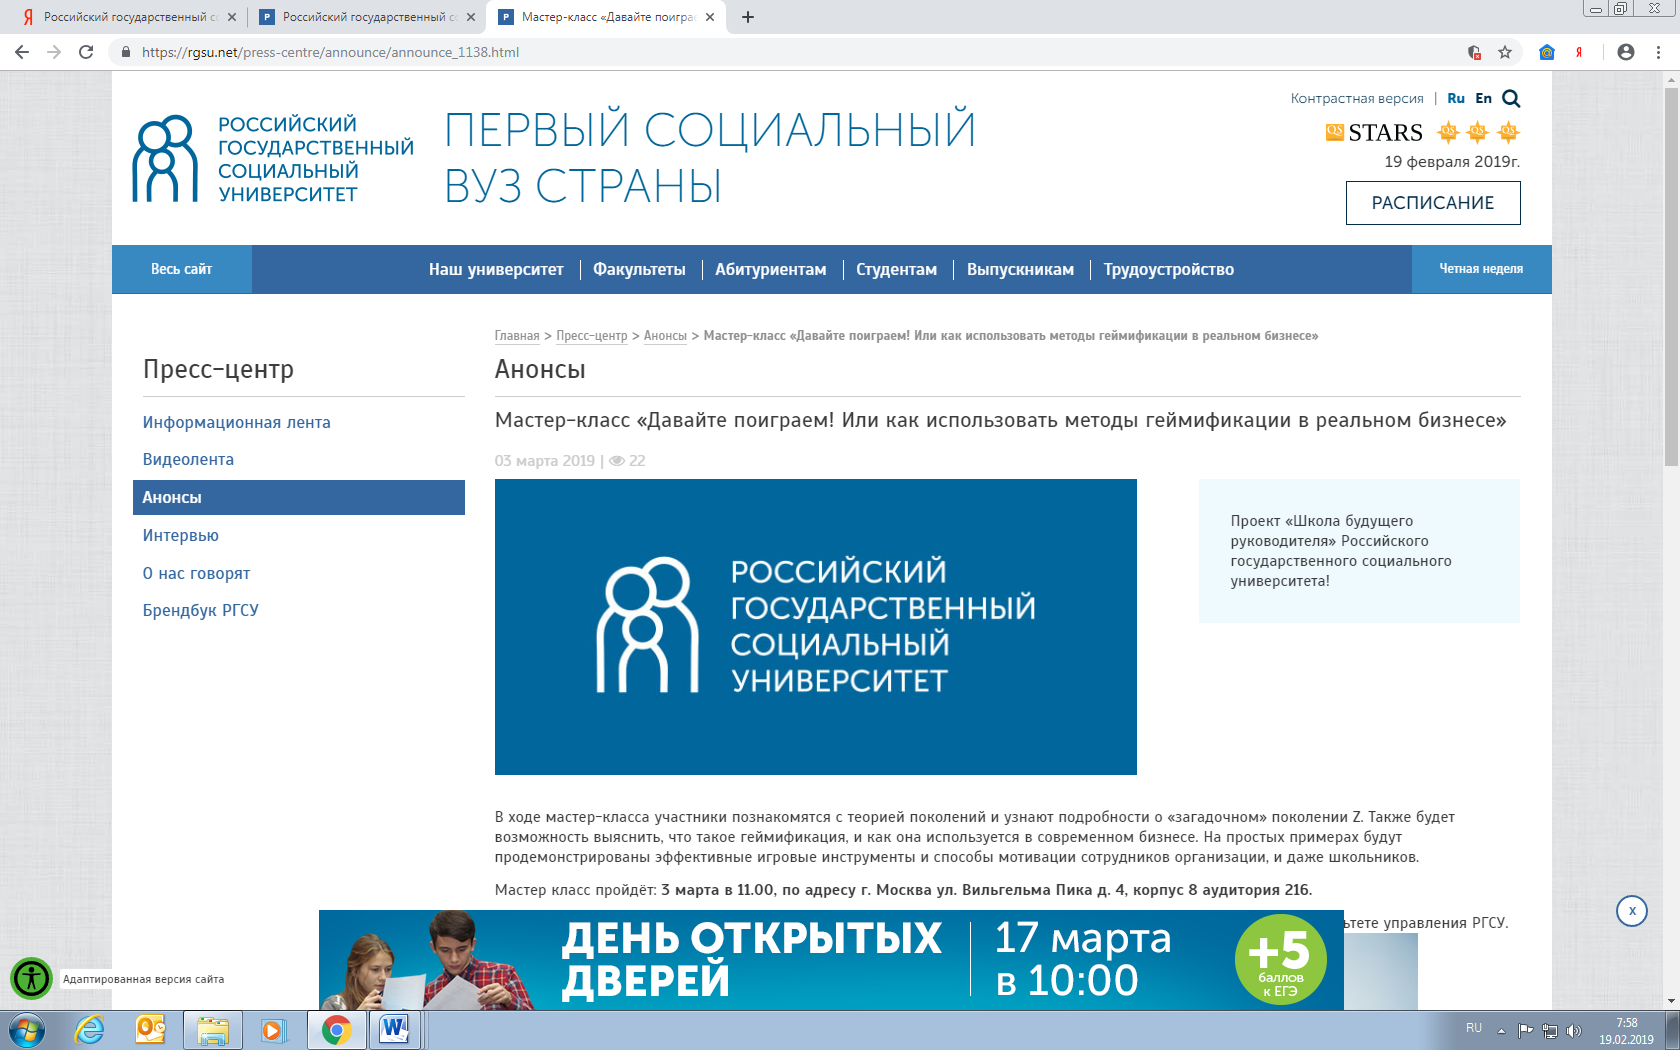 Российский государственный
Российский государственный
Мастер-класс «Давайте поигра
https://rgsu.net/press-centre/announce/announce_1138.html
РОССИЙСКИЙ
ГОСУДАРСТВЕННЫЙ
СОЦИАЛЬНЫЙ
УНИВЕРСИТЕТ
ПЕРВЫЙ СОЦИАЛЬНЫЙ
ВУЗ СТРАНЫ
Контрастная версия | Ru En
QS STARS QS QS QS
19 февраля 2019г.
РАСПИСАНИЕ
Весь сайт
Наш университет | Факультеты | Абитуриентам | Студентам | Выпускникам | Трудоустройство
Четная неделя
Главная > Пресс-центр > Анонсы > Мастер-класс «Давайте поиграем! Или как использовать методы геймификации в реальном бизнесе»
Пресс-центр
Информационная лента
Видеолента
Анонсы
Интервью
О нас говорят
Брендбук РГСУ
Анонсы
Мастер-класс «Давайте поиграем! Или как использовать методы геймификации в реальном бизнесе»
03 марта 2019 | 22
РОССИЙСКИЙ
ГОСУДАРСТВЕННЫЙ
СОЦИАЛЬНЫЙ
УНИВЕРСИТЕТ
Проект «Школа будущего
руководителя» Российского
государственного социального
университета!
В ходе мастер-класса участники познакомятся с теорией поколений и узнают подробности о «загадочном» поколении Z. Также будет
возможность выяснить, что такое геймификация, и как она используется в современном бизнесе. На простых примерах будут
продемонстрированы эффективные игровые инструменты и способы мотивации сотрудников организации, и даже школьников.
Мастер класс пройдёт: 3 марта в 11.00, по адресу г. Москва ул. Вильгельма Пика д. 4, корпус 8 аудитория 216.
ьтете управления РГСУ.
x
ДЕНЬ ОТКРЫТЫХ
ДВЕРЕЙ
17 марта
в 10:00
+5
баллов
к ЕГЭ
Адаптированная версия сайта
RU
7:58
19.02.2019